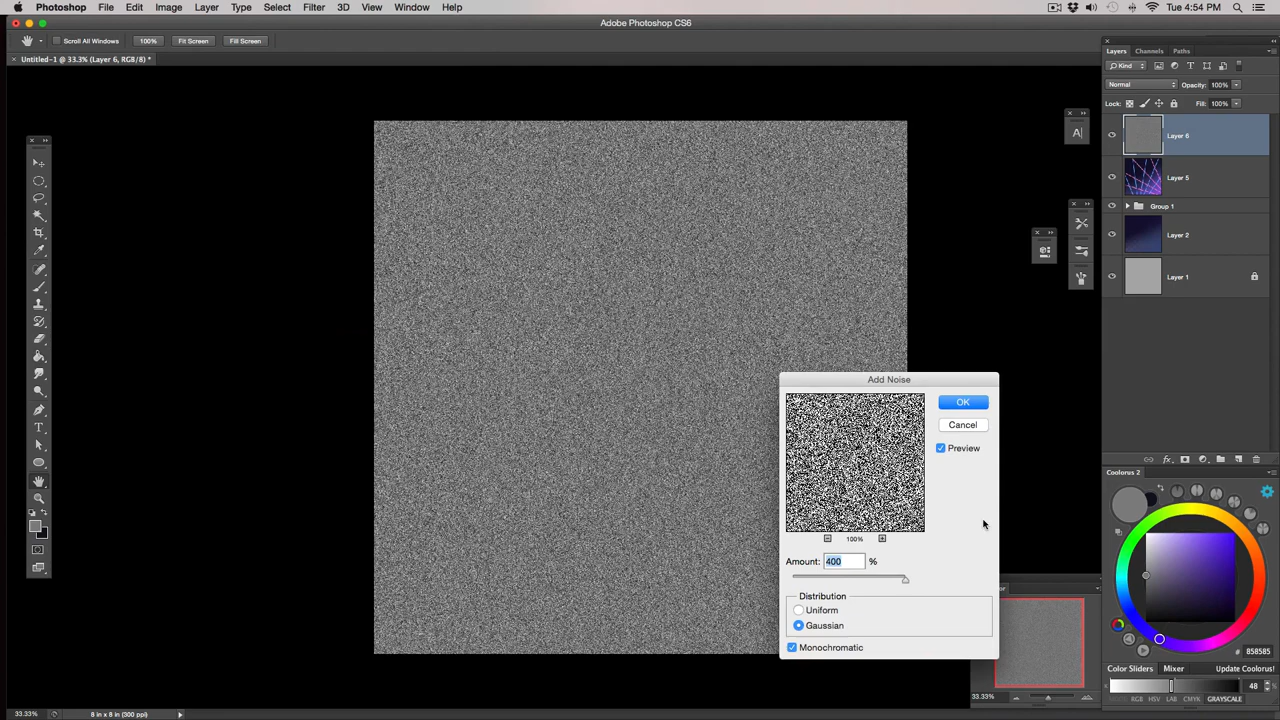 Photoshop File Edit Image Layer Type Select Filter 3D View Window Help Tue 4:54 PM
Adobe Photoshop CS6
Scroll All Windows 100% Fit Screen Fill Screen
Untitled-1 @ 33.3% (Layer 6, RGB/8) *
Layers Channels Paths
Kind
Normal Opacity: 100%
Lock: Fill: 100%
Layer 6
Layer 5
Group 1
Layer 2
Layer 1
A
Add Noise
OK
Cancel
Preview
100%
Amount: 400 %
Distribution
Uniform
Gaussian
Monochromatic
Colorus 2
# 858585
Color Sliders Mixer Update Colorus!
48
RGB HSV LAB CMYK GRAYSCALE
33.33%
33.33% 8 in x 8 in (300 ppi)